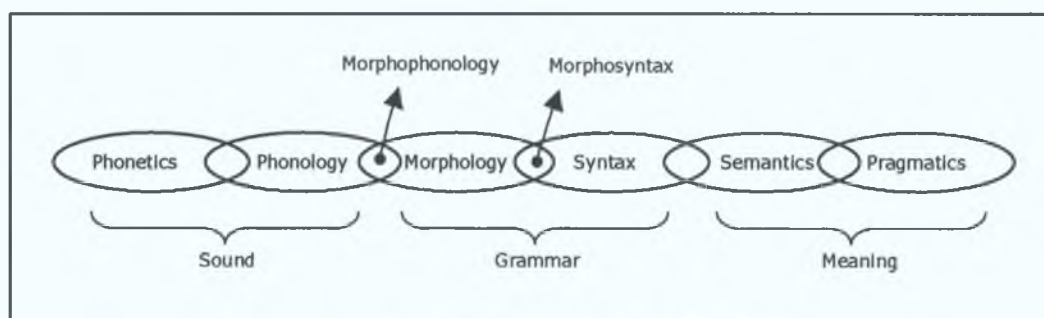 Morphophonology Morphosyntax
Phonetics Phonology Morphology Syntax Semantics Pragmatics
Sound Grammar Meaning